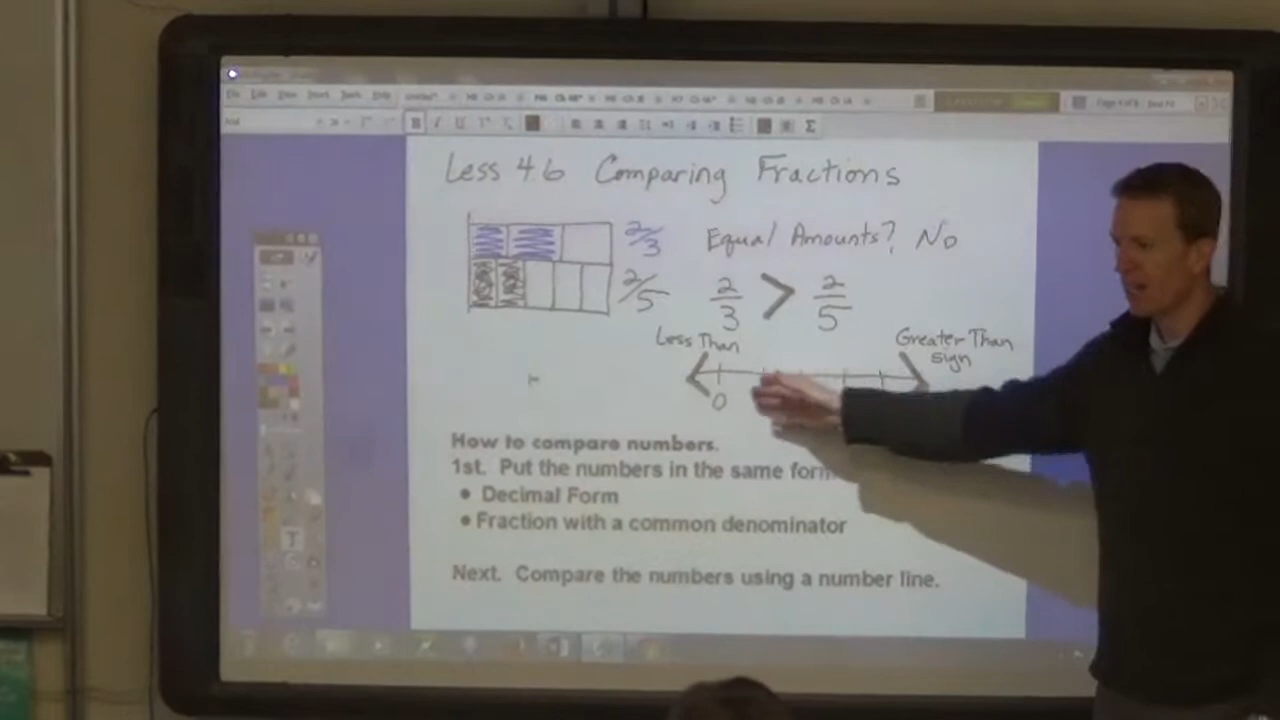 Less 4.6 Comparing Fractions
2/3 Equal Amounts? No
2/5 2/3 > 2/5
Less Than Greater Than
sign
0
How to compare numbers.
1st. Put the numbers in the same
• Decimal Form
• Fraction with a common denominator
Next. Compare the numbers using a number line.